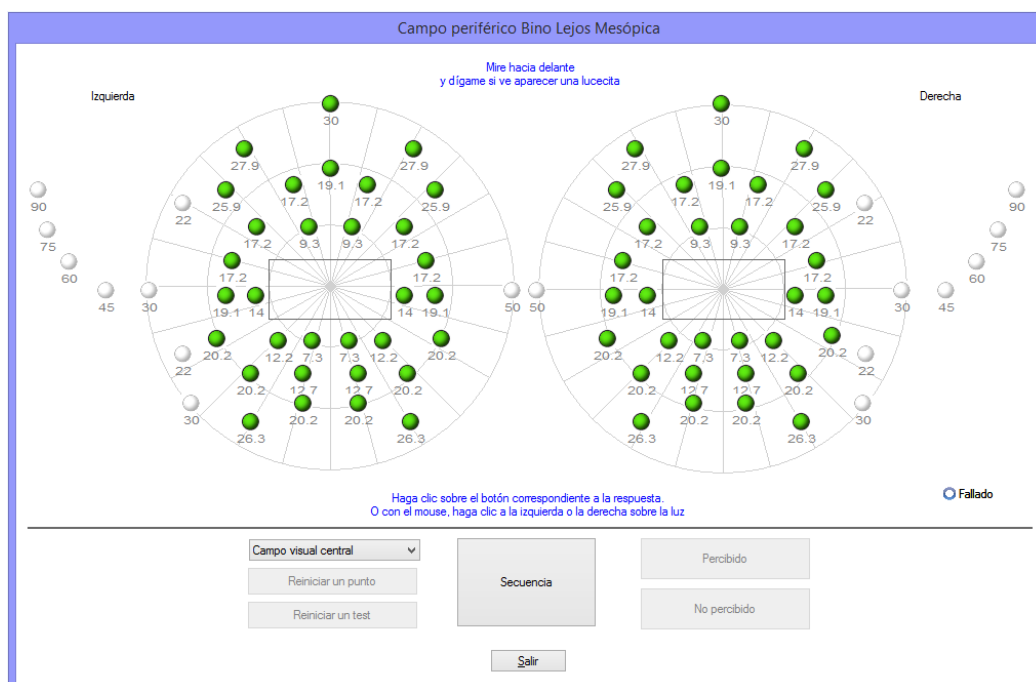 Campo periférico Bino Lejos Mesópica
Mire hacia delante
y dígame si ve aparecer una lucecita
Izquierda
Derecha
30 30
27.9 27.9 27.9 27.9
19.1 19.1
17.2 17.2 17.2 17.2
90 25.9 25.9 25.9 25.9 90
22 22
75 17.2 9.3 9.3 17.2 17.2 9.3 9.3 17.2 75
60 17.2 17.2 17.2 17.2 60
45 30 50 50 30 45
19.1 14 14 19.1 19.1 14 14 19.1
20.2 20.2 20.2 20.2
22 12.2 7.3 7.3 12.2 12.2 7.3 7.3 12.2 22
20.2 12.7 12.7 20.2 20.2 12.7 12.7 20.2
30 20.2 20.2 20.2 20.2 30
26.3 26.3 26.3 26.3
Haga clic sobre el botón correspondiente a la respuesta.
O con el mouse, haga clic a la izquierda o la derecha sobre la luz
Fallado
Campo visual central
Reiniciar un punto
Reiniciar un test
Secuencia
Percibido
No percibido
Salir